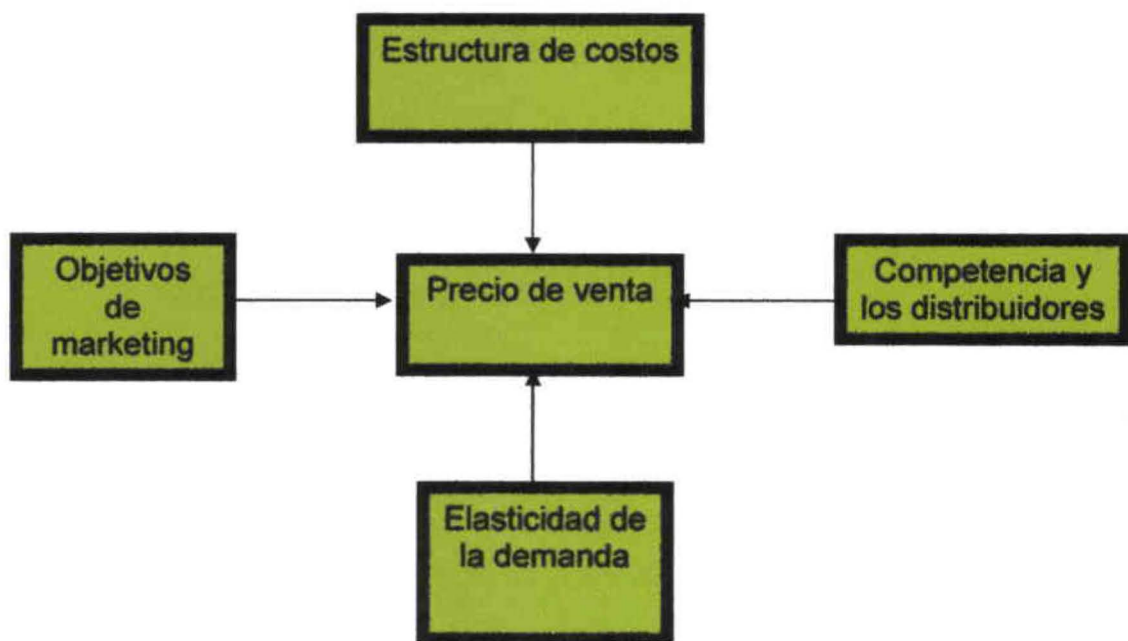 Estructura de costos
Objetivos
de
marketing
Precio de venta
Competencia y
los distribuidores
Elasticidad de
la demanda